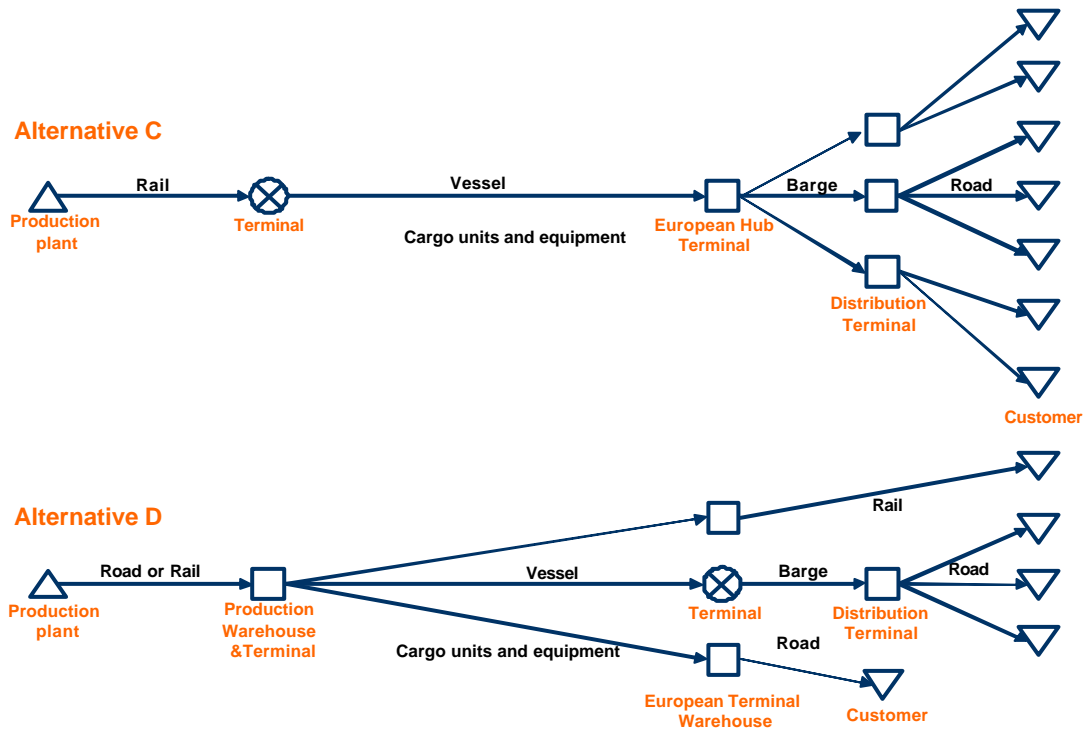 Alternative C
Rail
Vessel
Barge
Road
Production
plant
Terminal
Cargo units and equipment
European Hub
Terminal
Distribution
Terminal
Customer
Alternative D
Rail
Road or Rail
Vessel
Barge
Road
Production
plant
Production
Warehouse
&Terminal
Terminal
Distribution
Terminal
Cargo units and equipment
Road
European Terminal
Warehouse
Customer